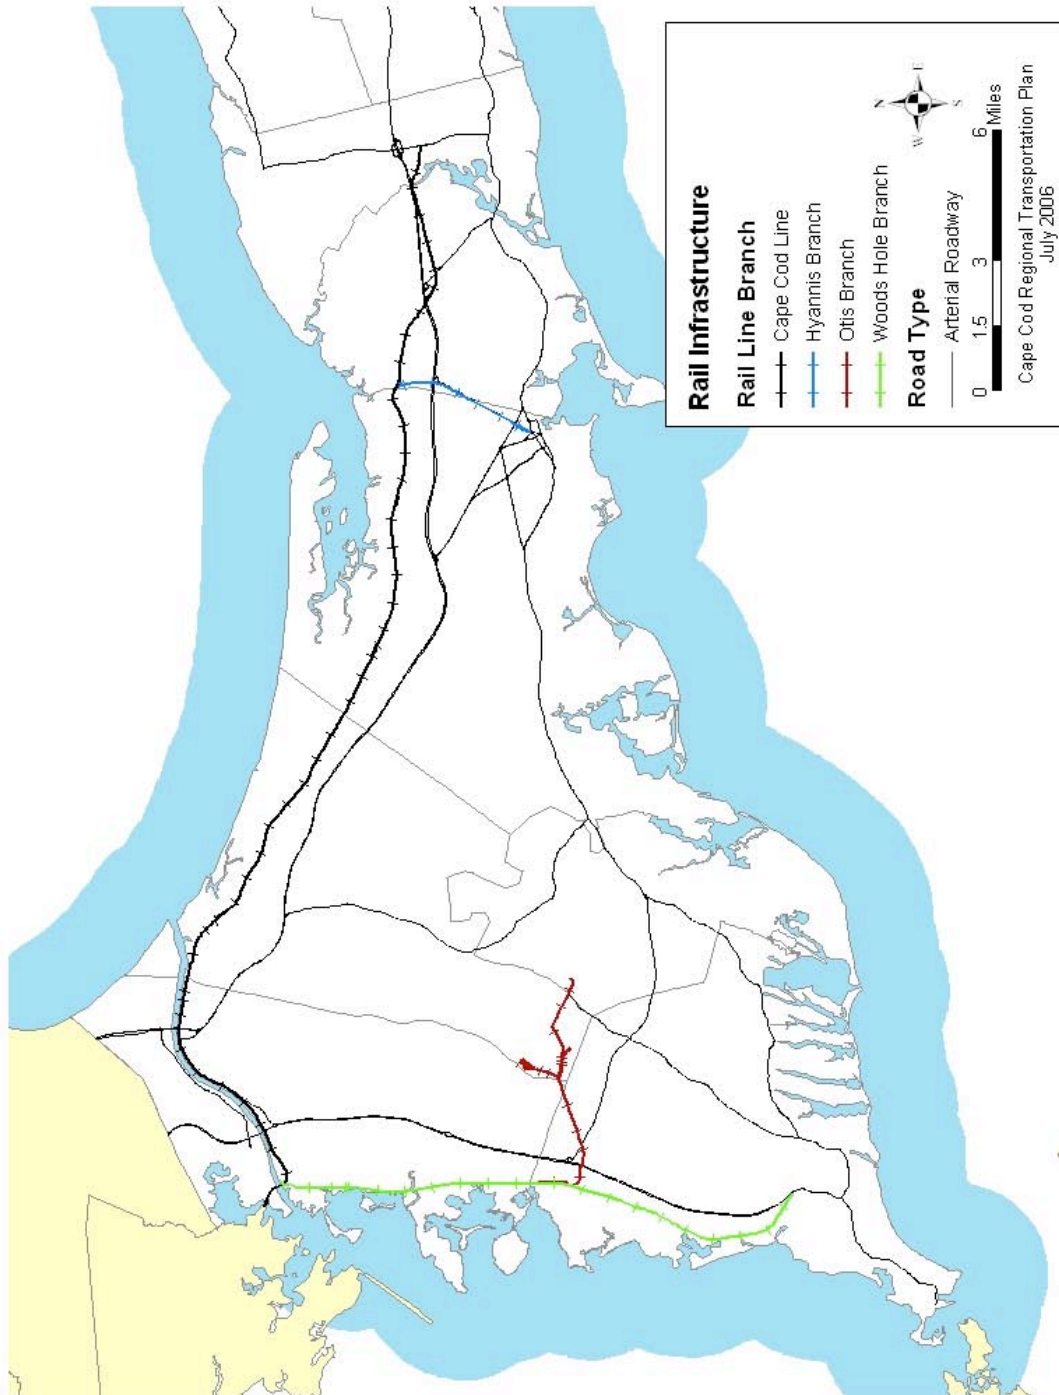 Rail Infrastructure
Rail Line Branch
Cape Cod Line
Hyannis Branch
Otis Branch
Woods Hole Branch
Road Type
Arterial Roadway
N
W E
S
0 1.5 3 6
Miles
Cape Cod Regional Transportation Plan
July 2006